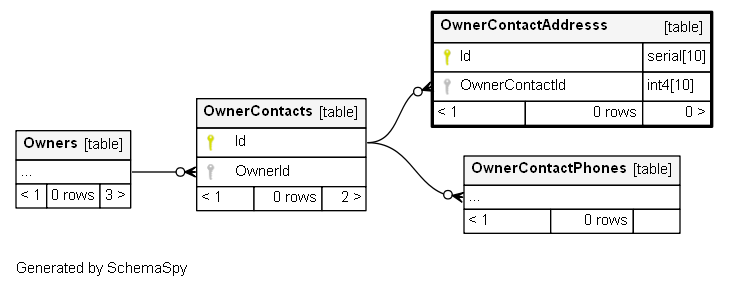 OwnerContactAddresss [table]
Id serial[10]
OwnerContactId int4[10]
< 1 0 rows 0 >
OwnerContacts [table]
Id
OwnerId
< 1 0 rows 2 >
Owners [table]
...
< 1 0 rows 3 >
OwnerContactPhones [table]
...
< 1 0 rows
Generated by SchemaSpy